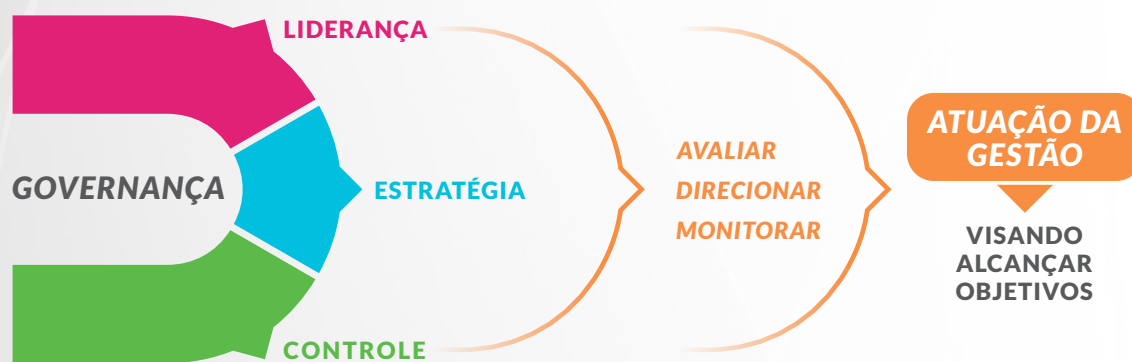 GOVERNANÇA
LIDERANÇA
ESTRATÉGIA
CONTROLE
AVALIAR
DIRECIONAR
MONITORAR
ATUAÇÃO DA
GESTÃO
VISANDO
ALCANÇAR
OBJETIVOS